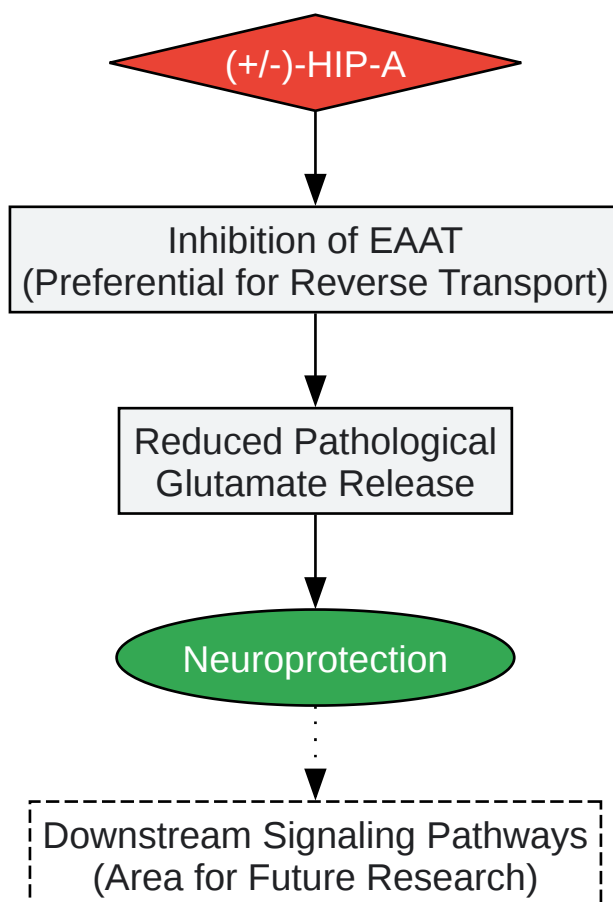 (+/-)-HIP-A
Inhibition of EAAT
(Preferential for Reverse Transport)
Reduced Pathological
Glutamate Release
Neuroprotection
Downstream Signaling Pathways
(Area for Future Research)